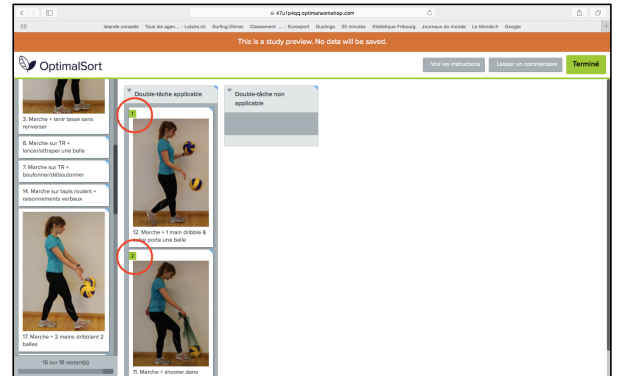 47u1p4qq.optimalworkshop.com
Islande conseils Tous les agen... - Loisirs.ch Surfing Dinner Classement ... - Eurosport Duolingo 20 minutes Statistique Fribourg Journaux du monde Le Monde.fr Google
This is a study preview. No data will be saved.
OptimalSort
Voir les instructions
Laisser un commentaire
Terminé
3. Marche + tenir tasse sans
renverser
8. Marche sur TR +
lancer/attraper une balle
7. Marche sur TR +
boutonner/déboutonner
14. Marche sur tapis roulant +
raisonnements verbaux
17. Marche + 2 mains dribblent 2
balles
16 sur 18 restant(s)
Double-tâche applicable
1
12. Marche + 1 main dribble &
autre porte une balle
2
11. Marche + shooter dans
Double-tâche non
applicable